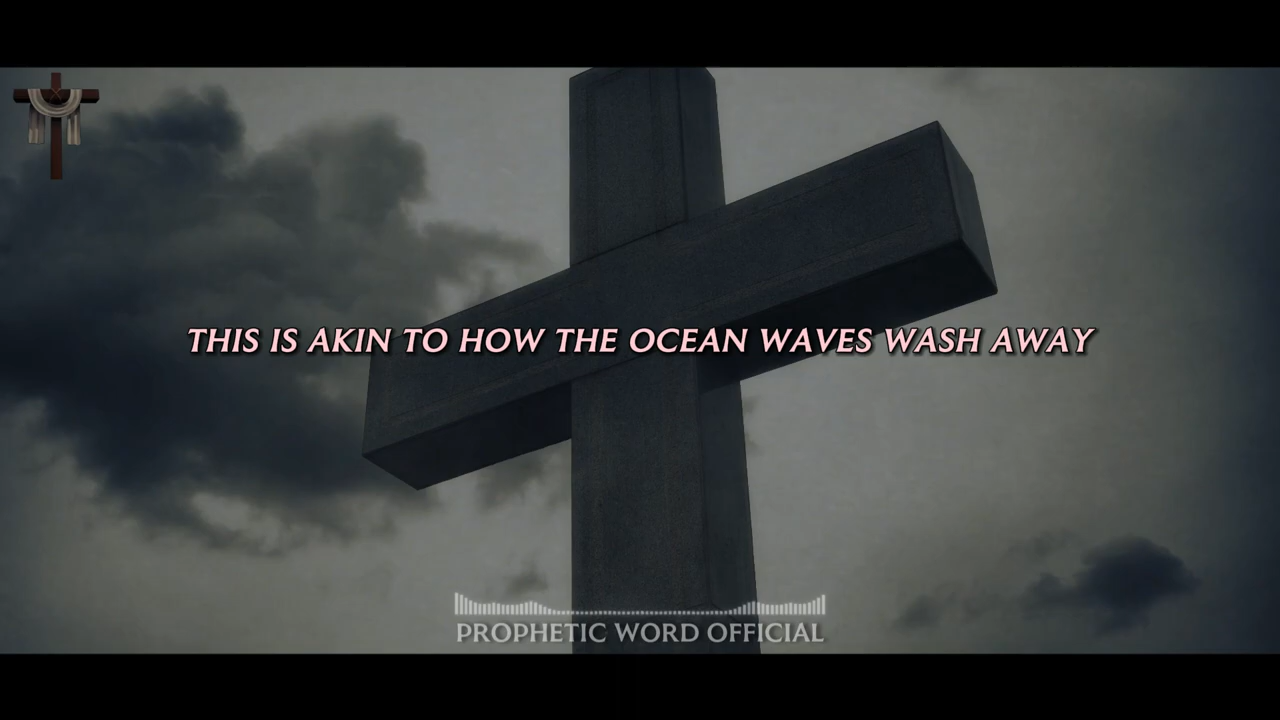 THIS IS AKIN TO HOW THE OCEAN WAVES WASH AWAY
PROPHETIC WORD OFFICIAL